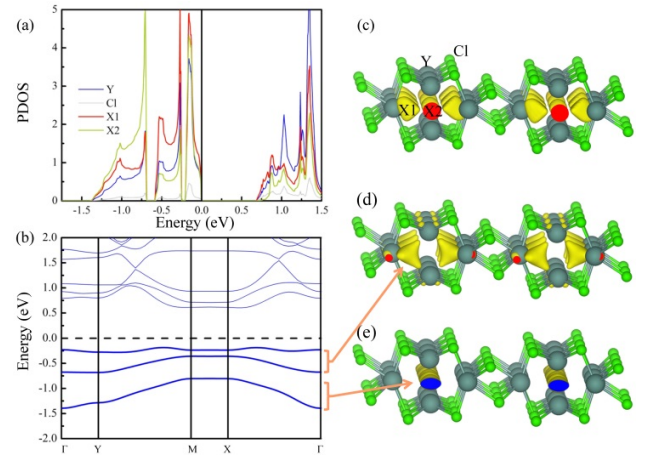 (a)
PDOS
5
4
3
2
1
0
Y
Cl
X1
X2
-1.5 -1.0 -0.5 0.0 0.5 1.0 1.5
Energy (eV)
(b)
Energy (eV)
2.0
1.5
1.0
0.5
0.0
-0.5
-1.0
-1.5
2.0
Γ Y M X Γ
(c)
Y
Cl
X1 X2
(d)
(e)